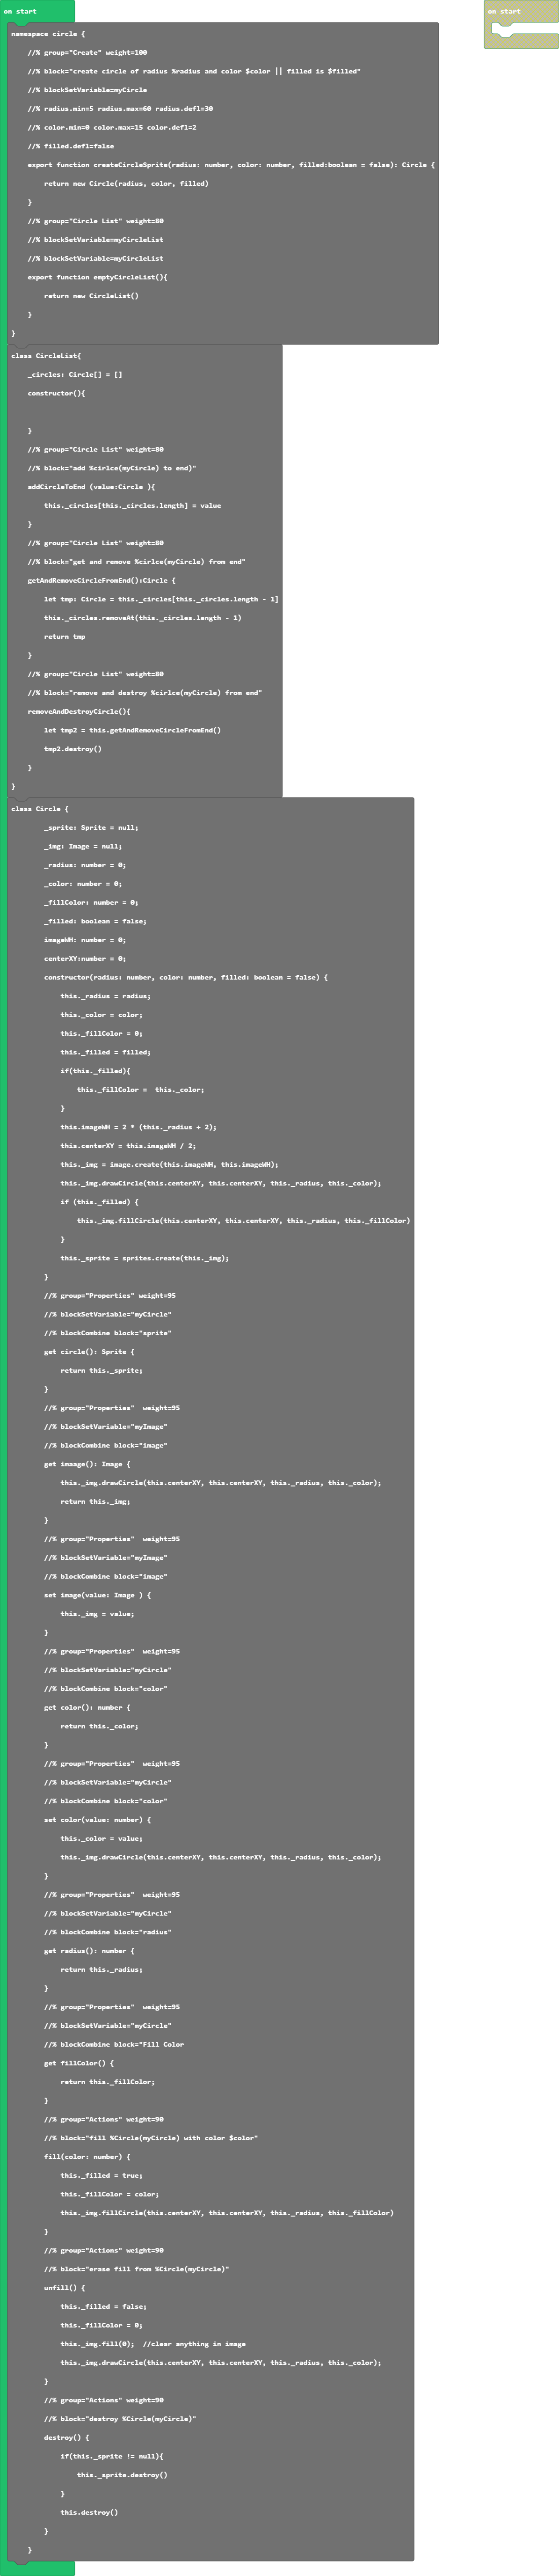 on start
on start
namespace circle {
//% group="Create" weight=100
//% block="create circle of radius %radius and color $color || filled is $filled"
//% blockSetVariable=myCircle
//% radius.min=5 radius.max=60 radius.defl=30
//% color.min=0 color.max=15 color.defl=2
//% filled.defl=false
export function createCircleSprite(radius: number, color: number, filled:boolean = false): Circle {
return new Circle(radius, color, filled)
}
//% group="Circle List" weight=80
//% blockSetVariable=myCircleList
//% blockSetVariable=myCircleList
export function emptyCircleList(){
return new CircleList()
}
}
class CircleList{
_circles: Circle[] = []
constructor(){
}
//% group="Circle List" weight=80
//% block="add %cirlce(myCircle) to end)"
addCircleToEnd (value:Circle ){
this._circles[this._circles.length] = value
}
//% group="Circle List" weight=80
//% block="get and remove %cirlce(myCircle) from end"
getAndRemoveCircleFromEnd():Circle {
let tmp: Circle = this._circles[this._circles.length - 1]
this._circles.removeAt(this._circles.length - 1)
return tmp
}
//% group="Circle List" weight=80
//% block="remove and destroy %cirlce(myCircle) from end"
removeAndDestroyCircle(){
let tmp2 = this.getAndRemoveCircleFromEnd()
tmp2.destroy()
}
}
class Circle {
_sprite: Sprite = null;
_img: Image = null;
_radius: number = 0;
_color: number = 0;
_fillColor: number = 0;
_filled: boolean = false;
imageWH: number = 0;
centerXY:number = 0;
constructor(radius: number, color: number, filled: boolean = false) {
this._radius = radius;
this._color = color;
this._fillColor = 0;
this._filled = filled;
if(this._filled){
this._fillColor =  this._color;
}
this.imageWH = 2 * (this._radius + 2);
this.centerXY = this.imageWH / 2;
this._img = image.create(this.imageWH, this.imageWH);
this._img.drawCircle(this.centerXY, this.centerXY, this._radius, this._color);
if (this._filled) {
this._img.fillCircle(this.centerXY, this.centerXY, this._radius, this._fillColor)
}
this._sprite = sprites.create(this._img);
}
//% group="Properties" weight=95
//% blockSetVariable="myCircle"
//% blockCombine block="sprite"
get circle(): Sprite {
return this._sprite;
}
//% group="Properties"  weight=95
//% blockSetVariable="myImage"
//% blockCombine block="image"
get imaage(): Image {
this._img.drawCircle(this.centerXY, this.centerXY, this._radius, this._color);
return this._img;
}
//% group="Properties"  weight=95
//% blockSetVariable="myImage"
//% blockCombine block="image"
set image(value: Image ) {
this._img = value;
}
//% group="Properties"  weight=95
//% blockSetVariable="myCircle"
//% blockCombine block="color"
get color(): number {
return this._color;
}
//% group="Properties"  weight=95
//% blockSetVariable="myCircle"
//% blockCombine block="color"
set color(value: number) {
this._color = value;
this._img.drawCircle(this.centerXY, this.centerXY, this._radius, this._color);
}
//% group="Properties"  weight=95
//% blockSetVariable="myCircle"
//% blockCombine block="radius"
get radius(): number {
return this._radius;
}
//% group="Properties"  weight=95
//% blockSetVariable="myCircle"
//% blockCombine block="Fill Color
get fillColor() {
return this._fillColor;
}
//% group="Actions" weight=90
//% block="fill %Circle(myCircle) with color $color"
fill(color: number) {
this._filled = true;
this._fillColor = color;
this._img.fillCircle(this.centerXY, this.centerXY, this._radius, this._fillColor)
}
//% group="Actions" weight=90
//% block="erase fill from %Circle(myCircle)"
unfill() {
this._filled = false;
this._fillColor = 0;
this._img.fill(0);  //clear anything in image
this._img.drawCircle(this.centerXY, this.centerXY, this._radius, this._color);
}
//% group="Actions" weight=90
//% block="destroy %Circle(myCircle)"
destroy() {
if(this._sprite != null){
this._sprite.destroy()
}
this.destroy()
}
}